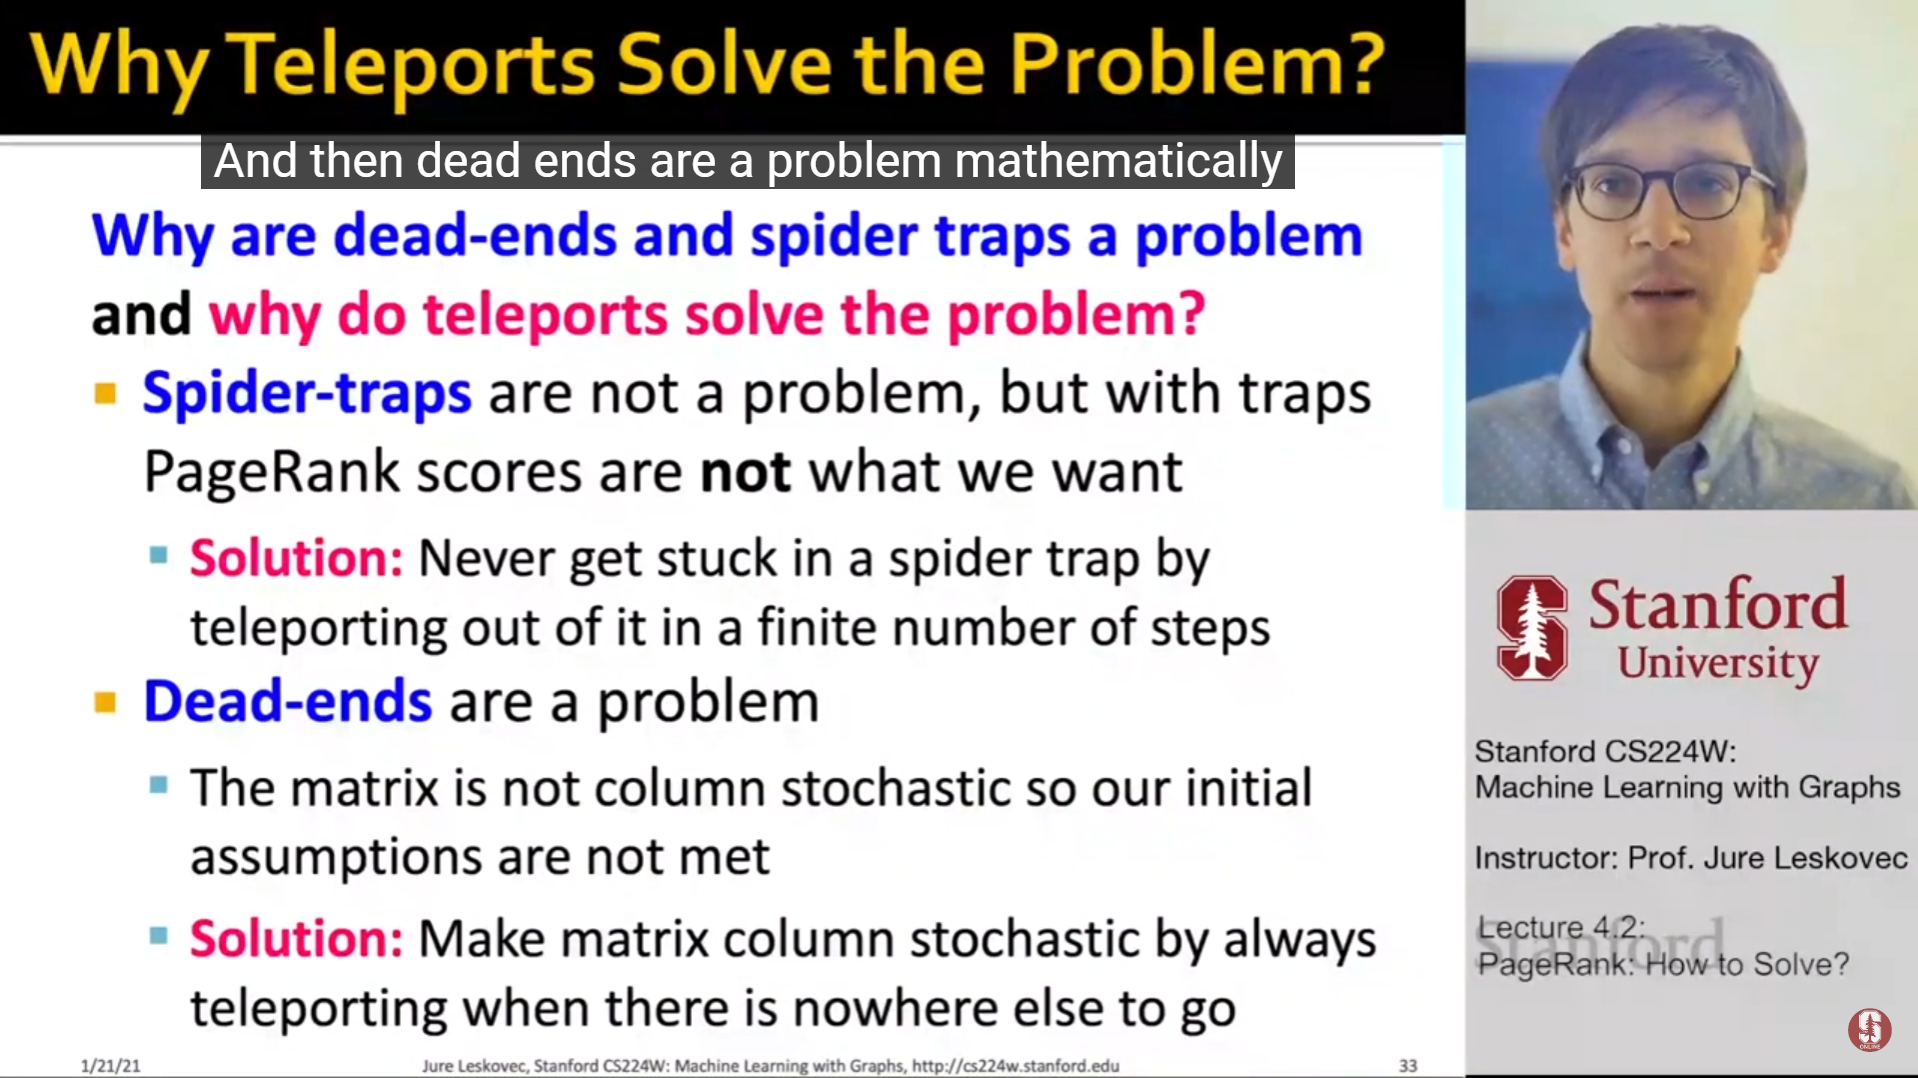 Why Teleports Solve the Problem?
And then dead ends are a problem mathematically
Why are dead-ends and spider traps a problem
and why do teleports solve the problem?
Spider-traps are not a problem, but with traps
PageRank scores are not what we want
Solution: Never get stuck in a spider trap by
teleporting out of it in a finite number of steps
Dead-ends are a problem
The matrix is not column stochastic so our initial
assumptions are not met
Solution: Make matrix column stochastic by always
teleporting when there is nowhere else to go
1/21/21
Jure Leskovec, Stanford CS224W: Machine Learning with Graphs, http://cs224w.stanford.edu
33
Stanford
University
Stanford CS224W:
Machine Learning with Graphs
Instructor: Prof. Jure Leskovec
Stanford
Lecture 4.2:
PageRank: How to Solve?
S
ONLINE